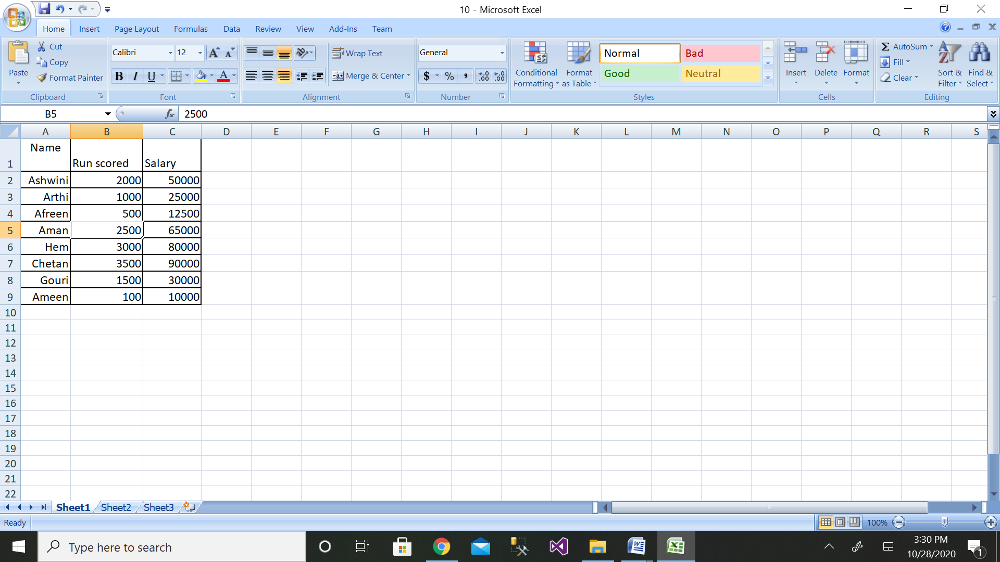 10 - Microsoft Excel
Home Insert Page Layout Formulas Data Review View Add-Ins Team
Paste
Cut
Copy
Format Painter
Clipboard
Calibri 12
B I U A
Font
Wrap Text
Merge & Center
Alignment
General
$ % ,
Number
Conditional Formatting
Format as Table
Normal Bad
Good Neutral
Styles
Insert Delete Format
Cells
AutoSum
Fill
Clear
Sort & Filter
Find & Select
Editing
B5 fx 2500
A B C D E F G H I J K L M N O P Q R S
1 Name Run scored Salary
2 Ashwini 2000 50000
3 Arthi 1000 25000
4 Afreen 500 12500
5 Aman 2500 65000
6 Hem 3000 80000
7 Chetan 3500 90000
8 Gouri 1500 30000
9 Ameen 100 10000
10
11
12
13
14
15
16
17
18
19
20
21
22
Sheet1 Sheet2 Sheet3
Ready 100%
Type here to search
3:30 PM
10/28/2020
1